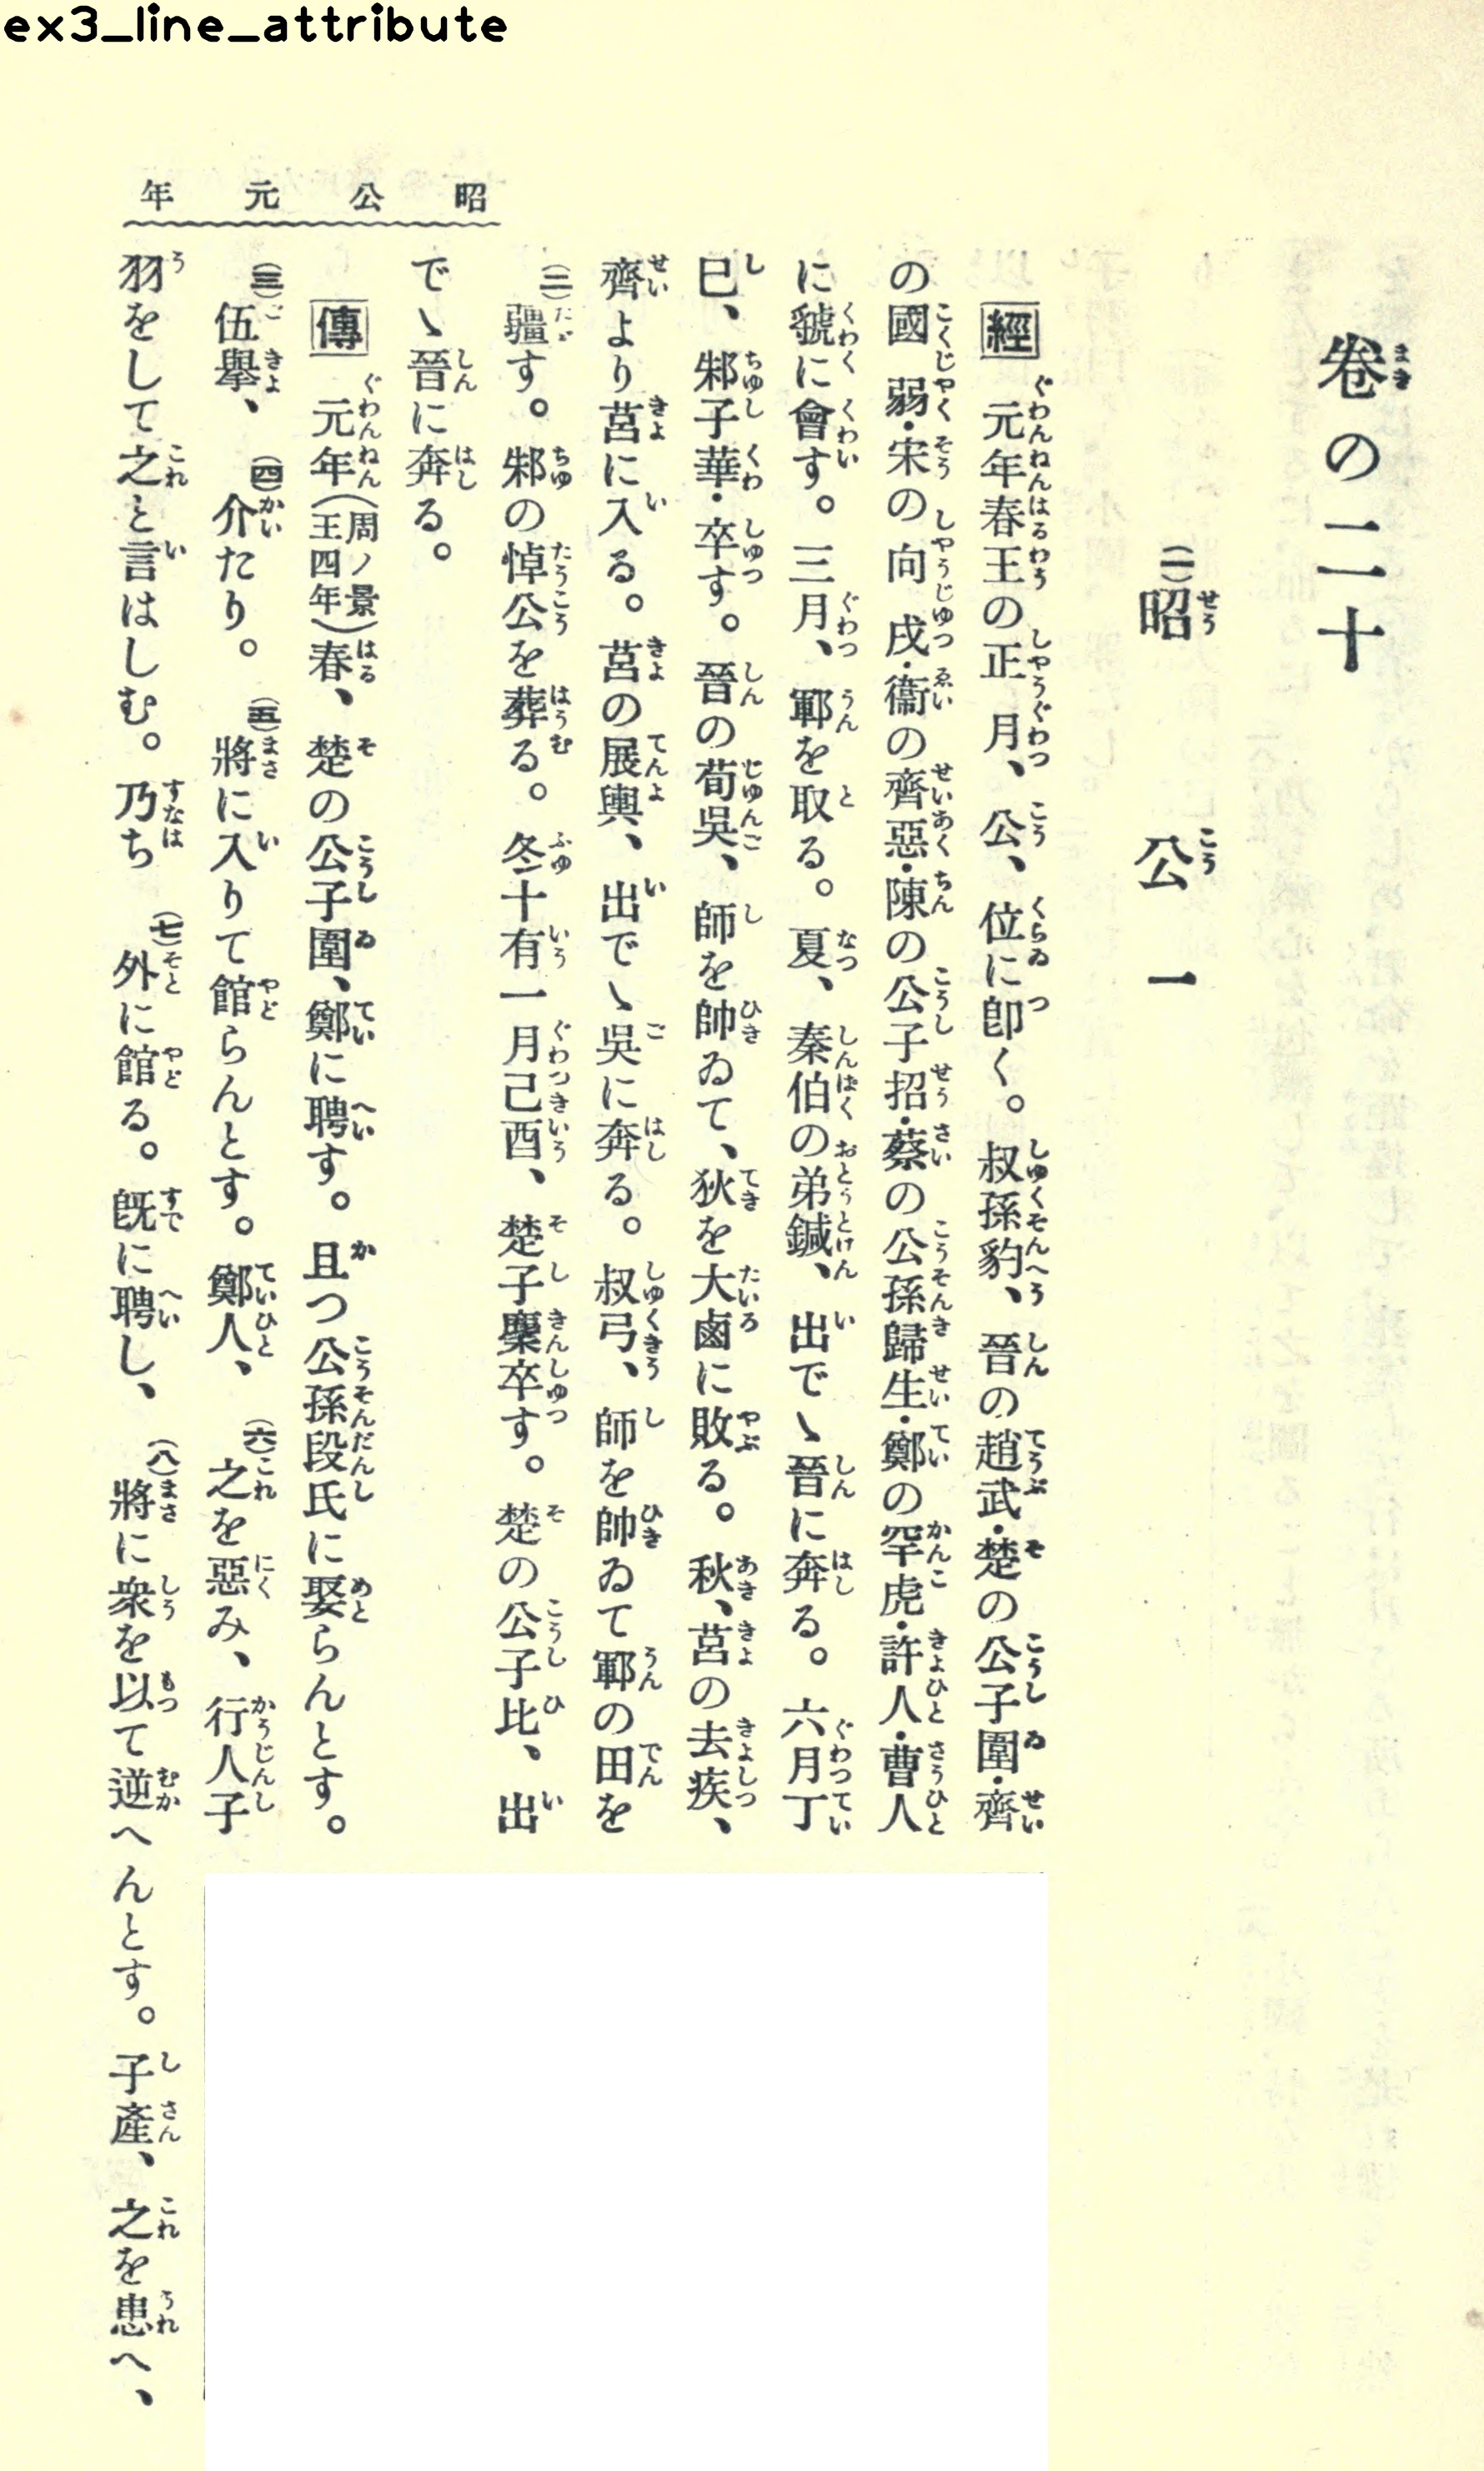 ex3_line_attribute
卷の二十
(一)昭公一
經 元年春王の正月、公、位に卽く。叔孫豹、晉の趙武・楚の公子圍・齊
の國弱・宋の向戌・衞の齊惡・陳の公子招・蔡の公孫歸生・鄭の罕虎・許人・曹人
に虢に會す。三月、鄆を取る。夏、秦伯の弟鍼、出でゝ晉に奔る。六月丁
巳、邾子華・卒す。晉の荀吳、師を帥ゐて、狄を大鹵に敗る。秋、莒の去疾、
齊より莒に入る。莒の展輿、出でゝ吳に奔る。叔弓、師を帥ゐて鄆の田を
(二)疆す。邾の悼公を葬る。冬十有一月己酉、楚子麇卒す。楚の公子比、出
でゝ晉に奔る。
傳 元年(周ノ景王四年)春、楚の公子圍、鄭に聘す。且つ公孫段氏に娶らんとす。
(三)伍擧、(四)介たり。(五)將に入りて館らんとす。鄭人、(六)之を惡み、行人子
羽をして之と言はしむ。乃ち(七)外に館る。旣に聘し、(八)將に衆を以て逆へんとす。子產、之を患へ、
昭公元年